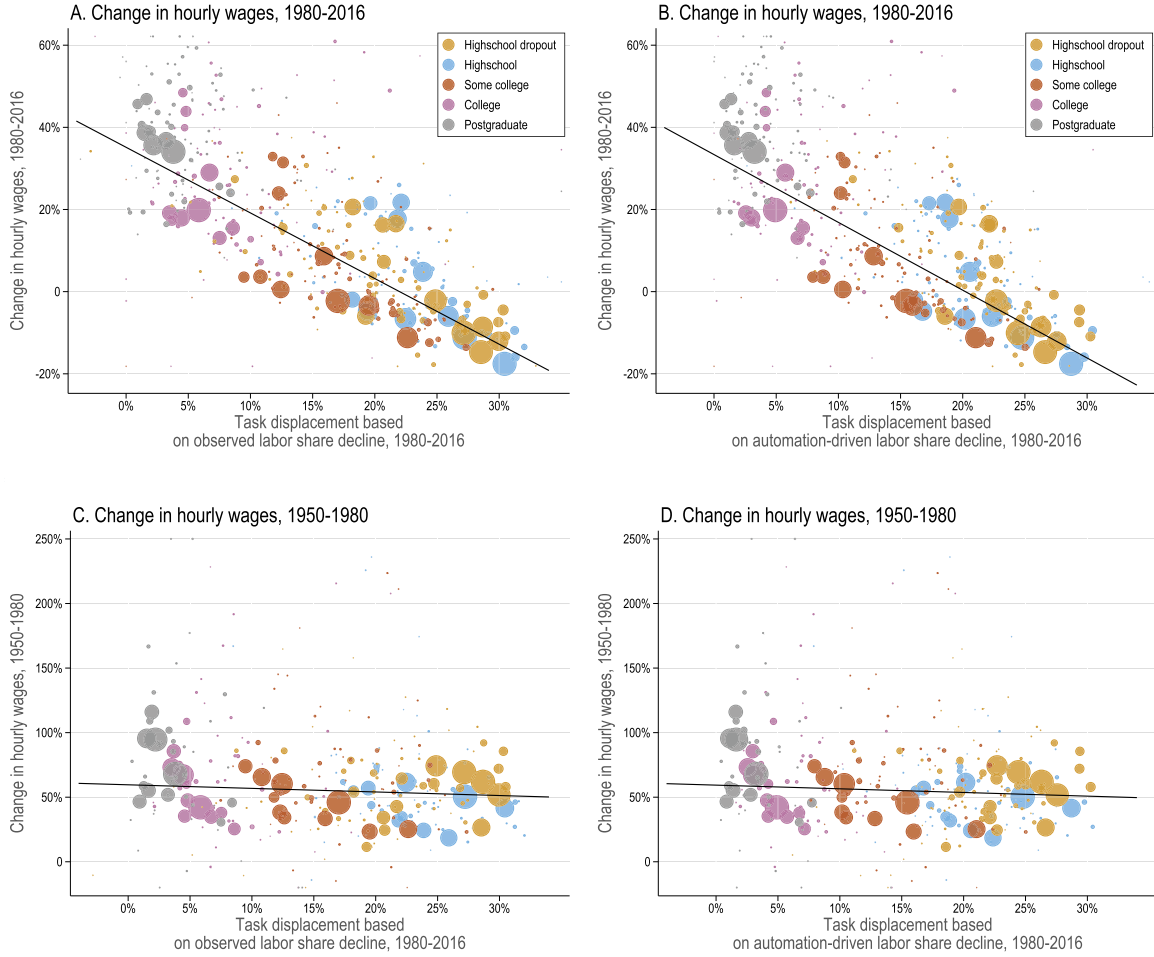 A. Change in hourly wages, 1980-2016
Change in hourly wages, 1980-2016
60%
40%
20%
0
-20%
Highschool dropout
Highschool
Some college
College
Postgraduate
0%
5%
10%
15%
20%
25%
30%
Task displacement based
on observed labor share decline, 1980-2016
B. Change in hourly wages, 1980-2016
Change in hourly wages, 1980-2016
60%
40%
20%
0
-20%
Highschool dropout
Highschool
Some college
College
Postgraduate
0%
5%
10%
15%
20%
25%
30%
Task displacement based
on automation-driven labor share decline, 1980-2016
C. Change in hourly wages, 1950-1980
Change in hourly wages, 1950-1980
250%
200%
150%
100%
50%
0
0%
5%
10%
15%
20%
25%
30%
Task displacement based
on observed labor share decline, 1980-2016
D. Change in hourly wages, 1950-1980
Change in hourly wages, 1950-1980
250%
200%
150%
100%
50%
0
0%
5%
10%
15%
20%
25%
30%
Task displacement based
on automation-driven labor share decline, 1980-2016